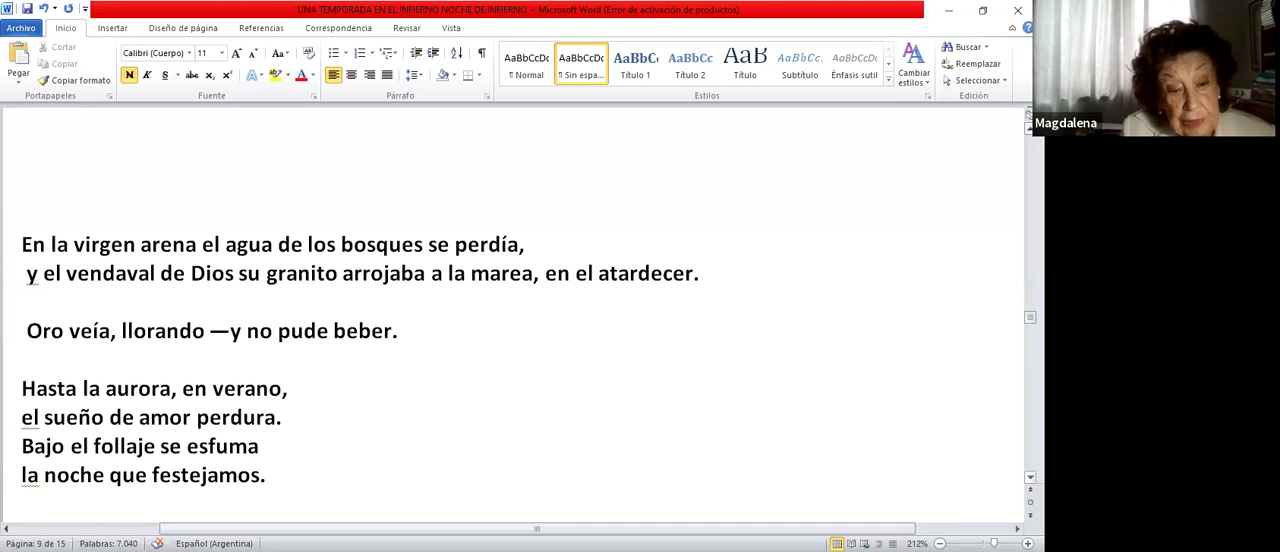 UNA TEMPORADA EN EL INFIERNO NOCHE DE INFIERNO - Microsoft Word (Error de activación de productos)
Archivo Inicio Insertar Diseño de página Referencias Correspondencia Revisar Vista
Pegar
Cortar
Copiar
Copiar formato
Portapapeles
Calibri (Cuerpo) 11
N K S abc
Fuente
Párrafo
AaBbCcDc AaBbCcDc AaBbC AaBbCc AaB AaBbCc. AaBbCcDc
¶ Normal ¶ Sin espa... Título 1 Título 2 Título Subtítulo Énfasis sutil
Estilos
Cambiar estilos
Buscar
Reemplazar
Seleccionar
Edición
Magdalena
En la virgen arena el agua de los bosques se perdía,
y el vendaval de Dios su granito arrojaba a la marea, en el atardecer.
Oro veía, llorando —y no pude beber.
Hasta la aurora, en verano,
el sueño de amor perdura.
Bajo el follaje se esfuma
la noche que festejamos.
Página: 9 de 15 Palabras: 7.040 Español (Argentina) 212%